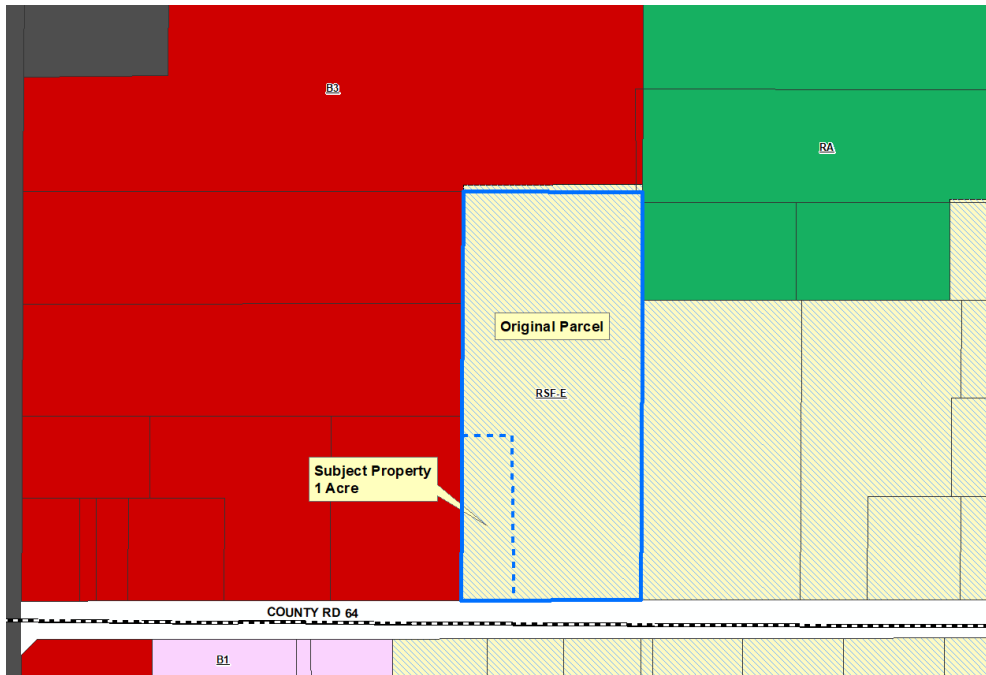 B3
RA
Original Parcel
RSF-E
Subject Property
1 Acre
COUNTY RD 64
B1